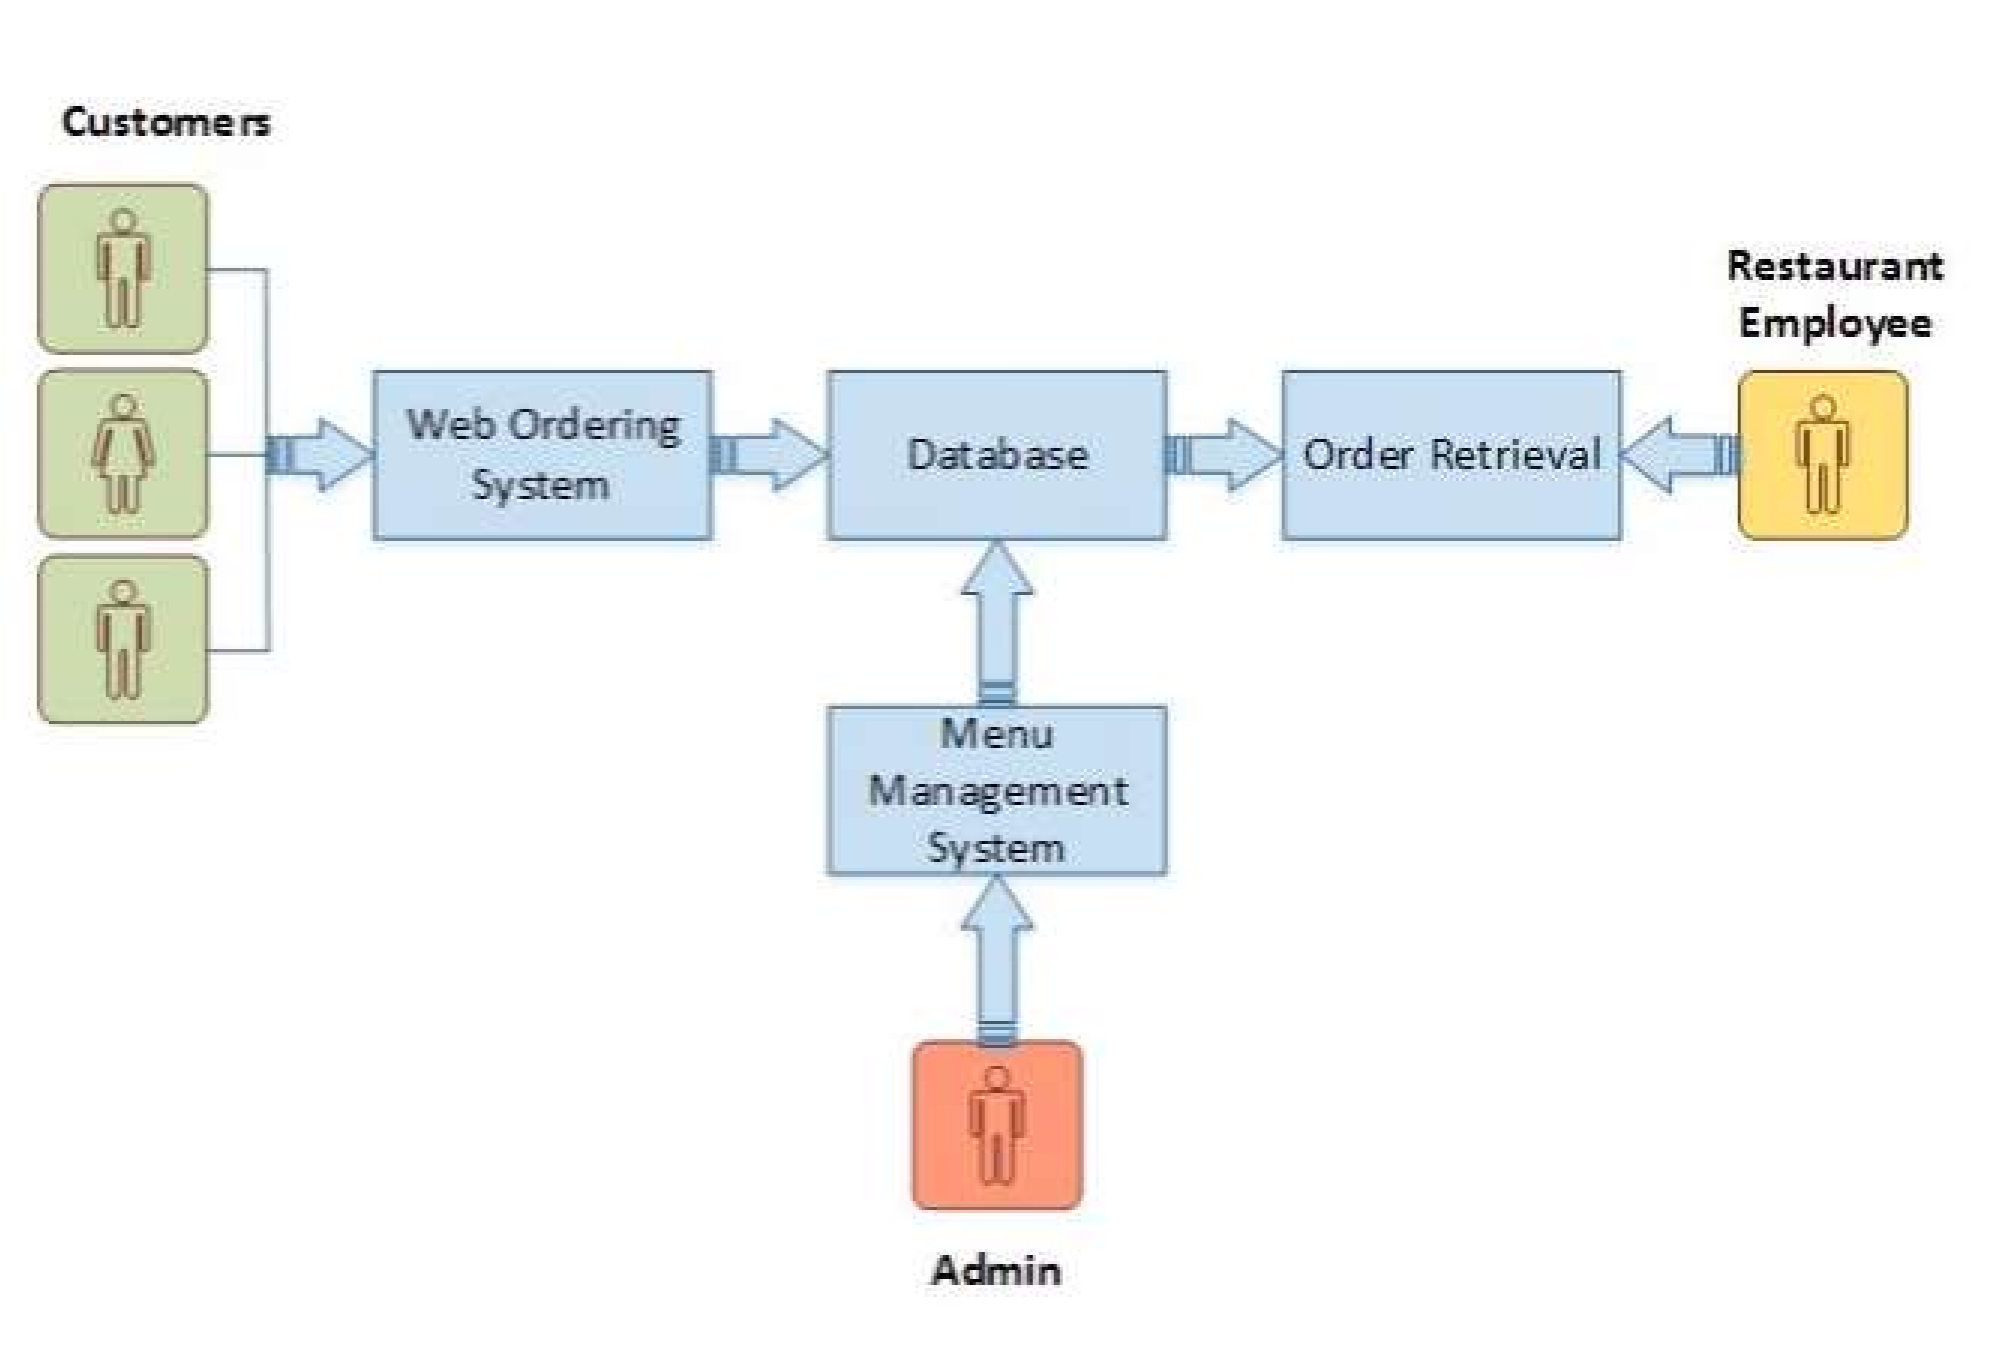 Customers
Restaurant
Employee
Web Ordering
System
Database
Order Retrieval
Menu
Management
System
Admin